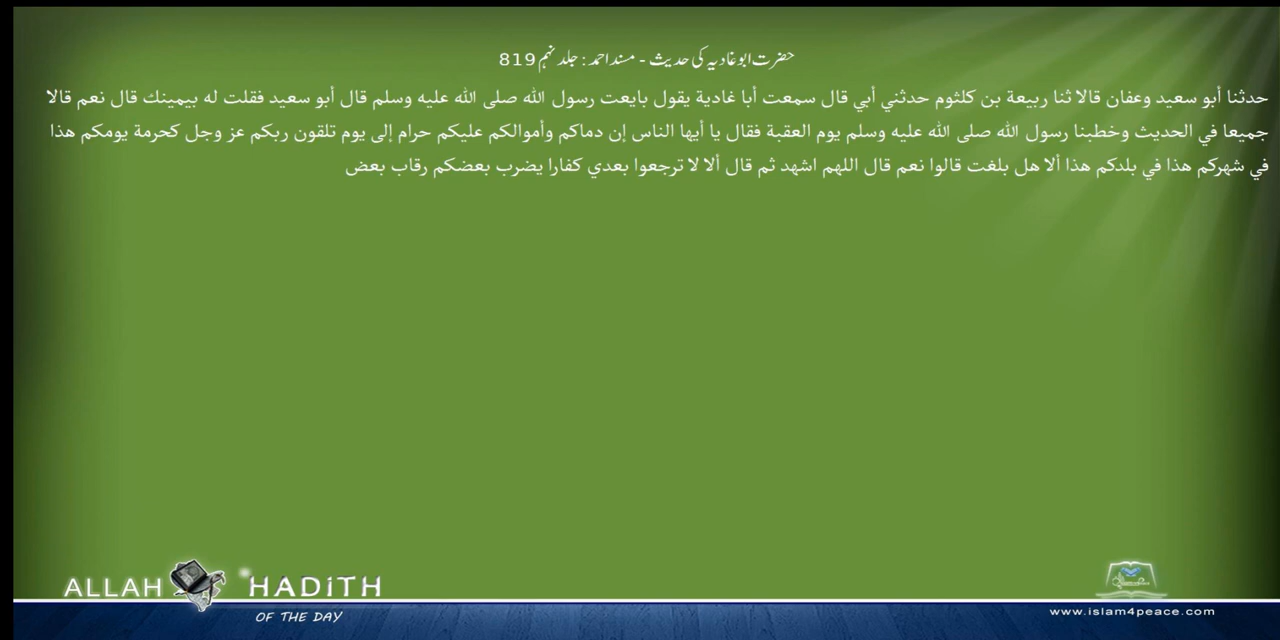 حضرت ابوغادیہ کی حدیث - مسند احمد : جلد نہم 819
حدثنا أبو سعيد وعفان قالا ثنا ربيعة بن كلثوم حدثني أبي قال سمعت أبا غادية يقول بايعت رسول الله صلى الله عليه وسلم قال أبو سعيد فقلت له بيمينك قال نعم قالا
جميعا في الحديث وخطبنا رسول الله صلى الله عليه وسلم يوم العقبة فقال يا أيها الناس إن دماكم وأموالكم عليكم حرام إلى يوم تلقون ربكم عز وجل كحرمة يومكم هذا
في شهركم هذا في بلدكم هذا ألا هل بلغت قالوا نعم قال اللهم اشهد ثم قال ألا لا ترجعوا بعدي كفارا يضرب بعضكم رقاب بعض
ALLAH HADITH
OF THE DAY
www.islam4peace.com